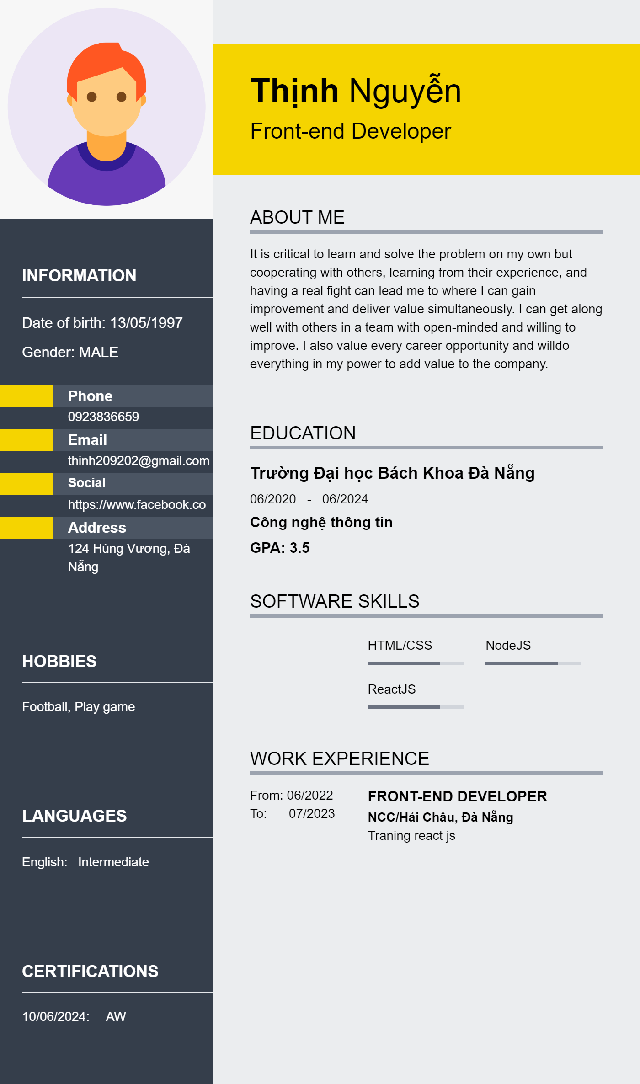 Thịnh Nguyễn
Front-end Developer
INFORMATION
Date of birth: 13/05/1997
Gender: MALE
Phone
0923836659
Email
thinh209202@gmail.com
Social
https://www.facebook.co
Address
124 Hùng Vương, Đà
Nẵng
HOBBIES
Football, Play game
LANGUAGES
English: Intermediate
CERTIFICATIONS
10/06/2024: AW
ABOUT ME
It is critical to learn and solve the problem on my own but
cooperating with others, learning from their experience, and
having a real fight can lead me to where I can gain
improvement and deliver value simultaneously. I can get along
well with others in a team with open-minded and willing to
improve. I also value every career opportunity and willdo
everything in my power to add value to the company.
EDUCATION
Trường Đại học Bách Khoa Đà Nẵng
06/2020 - 06/2024
Công nghệ thông tin
GPA: 3.5
SOFTWARE SKILLS
HTML/CSS NodeJS
ReactJS
WORK EXPERIENCE
From: 06/2022 FRONT-END DEVELOPER
To: 07/2023 NCC/Hải Châu, Đà Nẵng
Traning react js